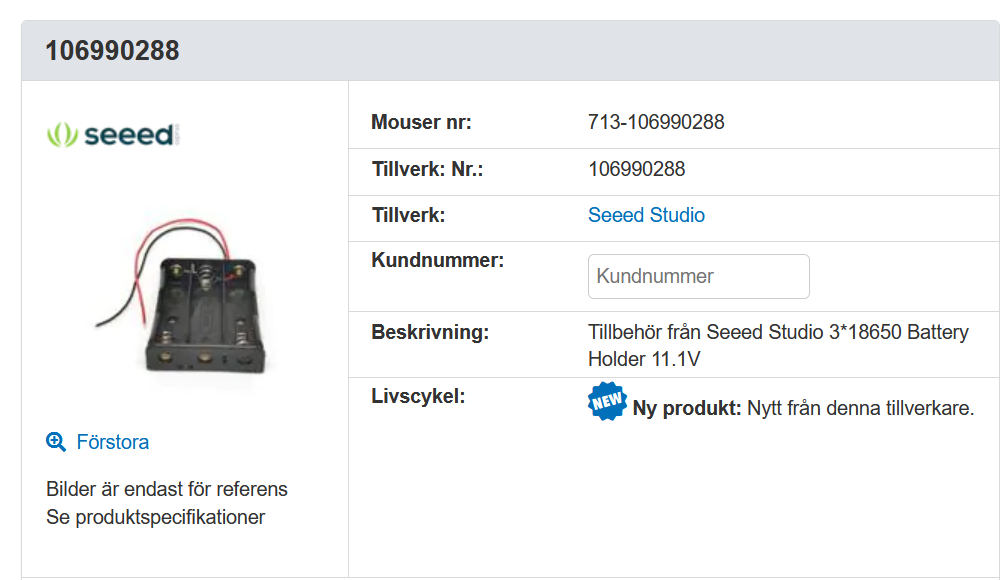 106990288
seeed
Mouser nr: 713-106990288
Tillverk: Nr.: 106990288
Tillverk: Seeed Studio
Kundnummer: Kundnummer
Beskrivning: Tillbehör från Seeed Studio 3*18650 Battery
Holder 11.1V
Livscykel: NEW Ny produkt: Nytt från denna tillverkare.
Förstora
Bilder är endast för referens
Se produktspecifikationer